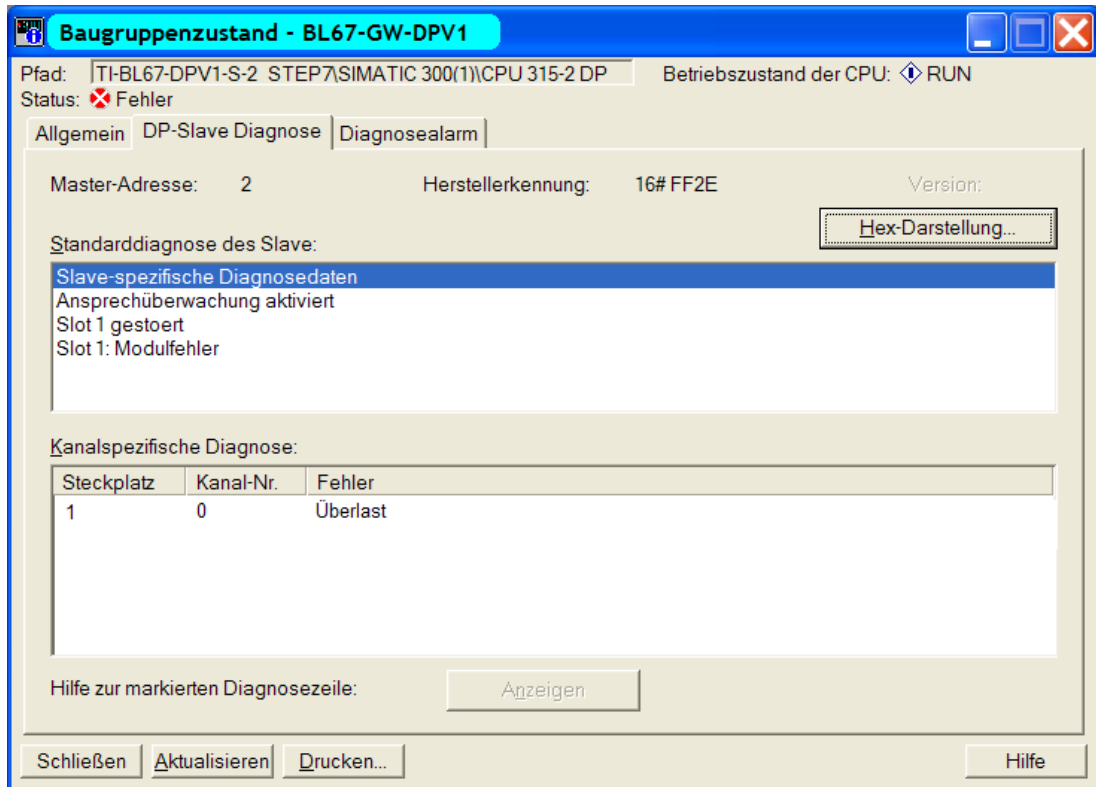 Baugruppenzustand - BL67-GW-DPV1
Pfad: TI-BL67-DPV1-S-2 STEP7\SIMATIC 300(1)\CPU 315-2 DP Betriebszustand der CPU: RUN
Status: Fehler
Allgemein DP-Slave Diagnose Diagnosealarm
Master-Adresse: 2 Herstellerkennung: 16# FF2E Version:
Hex-Darstellung...
Standarddiagnose des Slave:
Slave-spezifische Diagnosedaten
Ansprechüberwachung aktiviert
Slot 1 gestoert
Slot 1: Modulfehler
Kanalspezifische Diagnose:
Steckplatz Kanal-Nr. Fehler
1 0 Überlast
Hilfe zur markierten Diagnosezeile: Anzeigen
Schließen Aktualisieren Drucken... Hilfe